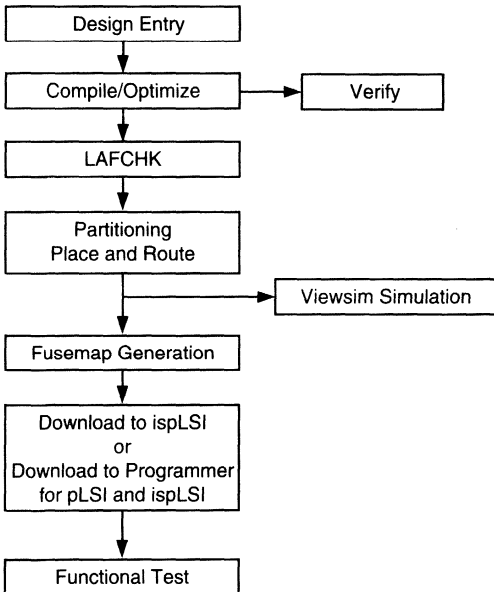 Design Entry
Compile/Optimize
Verify
LAFCHK
Partitioning
Place and Route
Viewsim Simulation
Fusemap Generation
Download to ispLSI
or
Download to Programmer
for pLSI and ispLSI
Functional Test